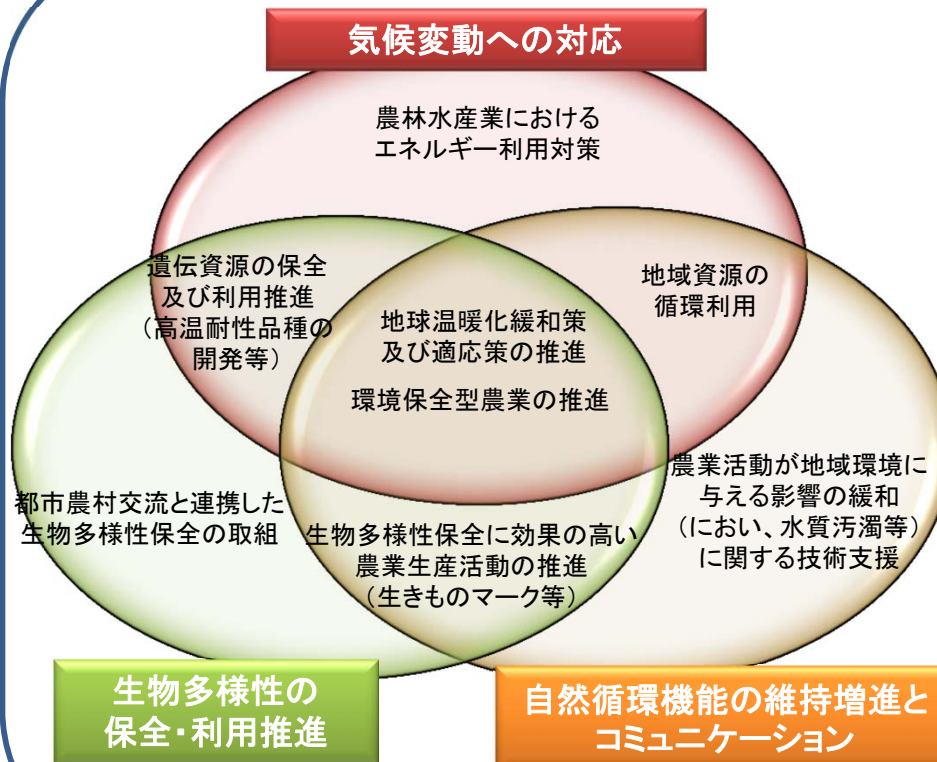 気候変動への対応
農林水産業における
エネルギー利用対策
遺伝資源の保全
及び利用推進
（高温耐性品種の
開発等）
地球温暖化緩和策
及び適応策の推進
環境保全型農業の推進
地域資源の
循環利用
都市農村交流と連携した
生物多様性保全の取組
生物多様性保全に効果の高い
農業生産活動の推進
（生きものマーク等）
農業活動が地域環境に
与える影響の緩和
（におい、水質汚濁等）
に関する技術支援
生物多様性の
保全・利用推進
自然循環機能の維持増進と
コミュニケーション